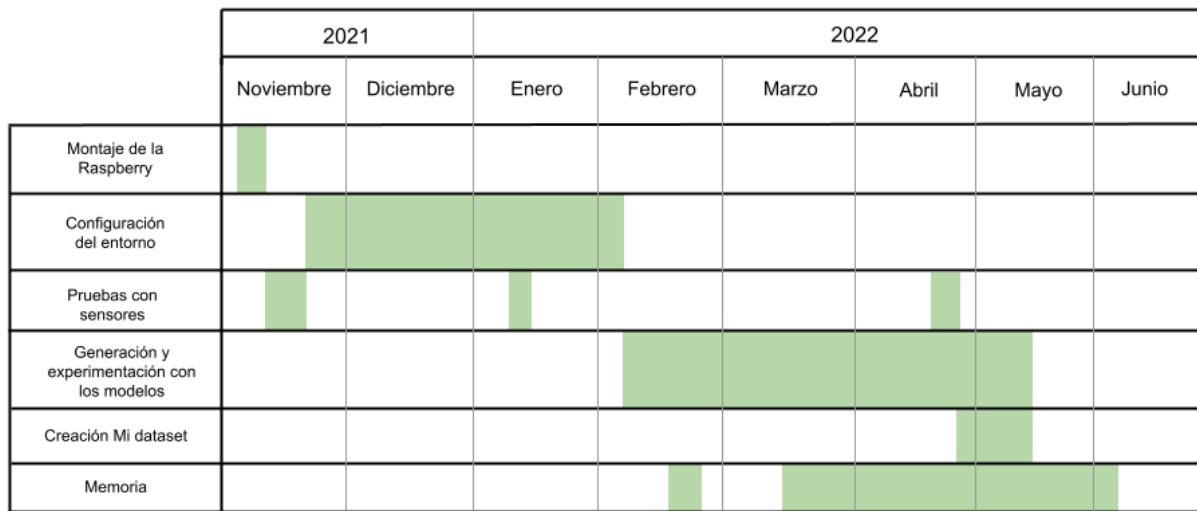 2021
2022
Noviembre
Diciembre
Enero
Febrero
Marzo
Abril
Mayo
Junio
Montaje de la
Raspberry
Configuración
del entorno
Pruebas con
sensores
Generación y
experimentación con
los modelos
Creación Mi dataset
Memoria